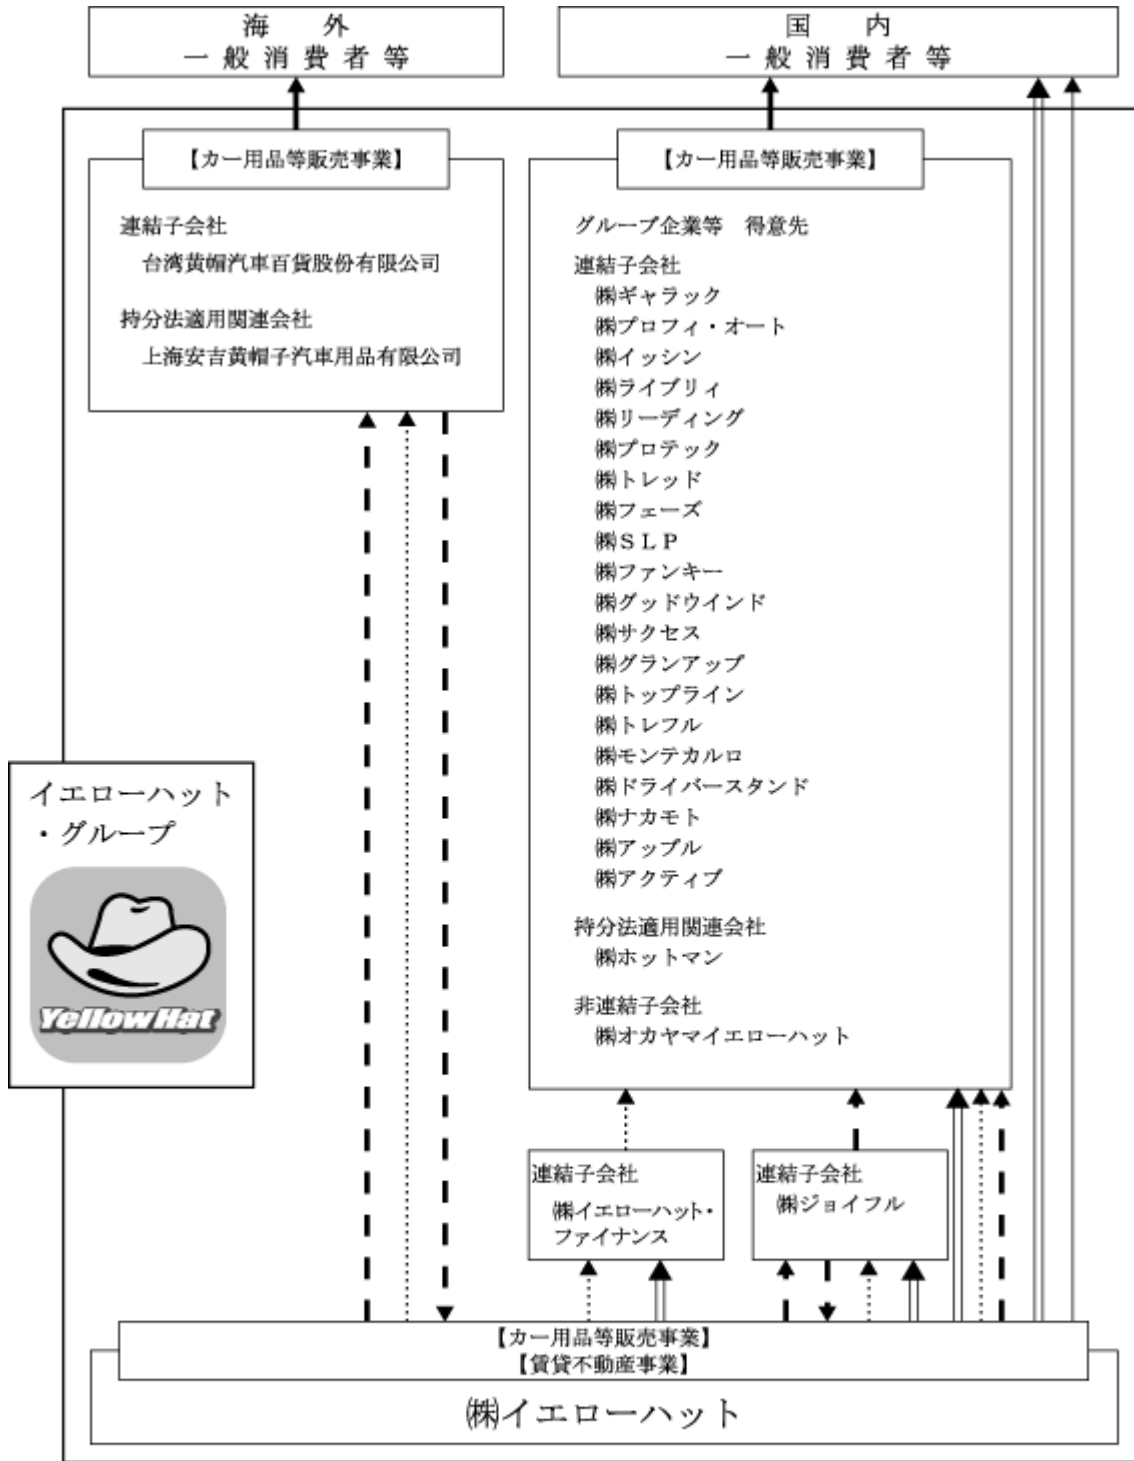 海　外
一般消費者等
国　内
一般消費者等
【カー用品等販売事業】
連結子会社
台湾黄帽汽車百貨股份有限公司
持分法適用関連会社
上海安吉黄帽子汽車用品有限公司
【カー用品等販売事業】
グループ企業等　得意先
連結子会社
㈱ギャラック
㈱プロフィ・オート
㈱イッシン
㈱ライブリィ
㈱リーディング
㈱プロテック
㈱トレッド
㈱フェーズ
㈱ＳＬＰ
㈱ファンキー
㈱グッドウインド
㈱サクセス
㈱グランアップ
㈱トップライン
㈱トレフル
㈱モンテカルロ
㈱ドライバースタンド
㈱ナカモト
㈱アップル
㈱アクティブ
持分法適用関連会社
㈱ホットマン
非連結子会社
㈱オカヤマイエローハット
イエローハット
・グループ
YellowHat
連結子会社
㈱イエローハット・
ファイナンス
連結子会社
㈱ジョイフル
【カー用品等販売事業】
【賃貸不動産事業】
㈱イエローハット